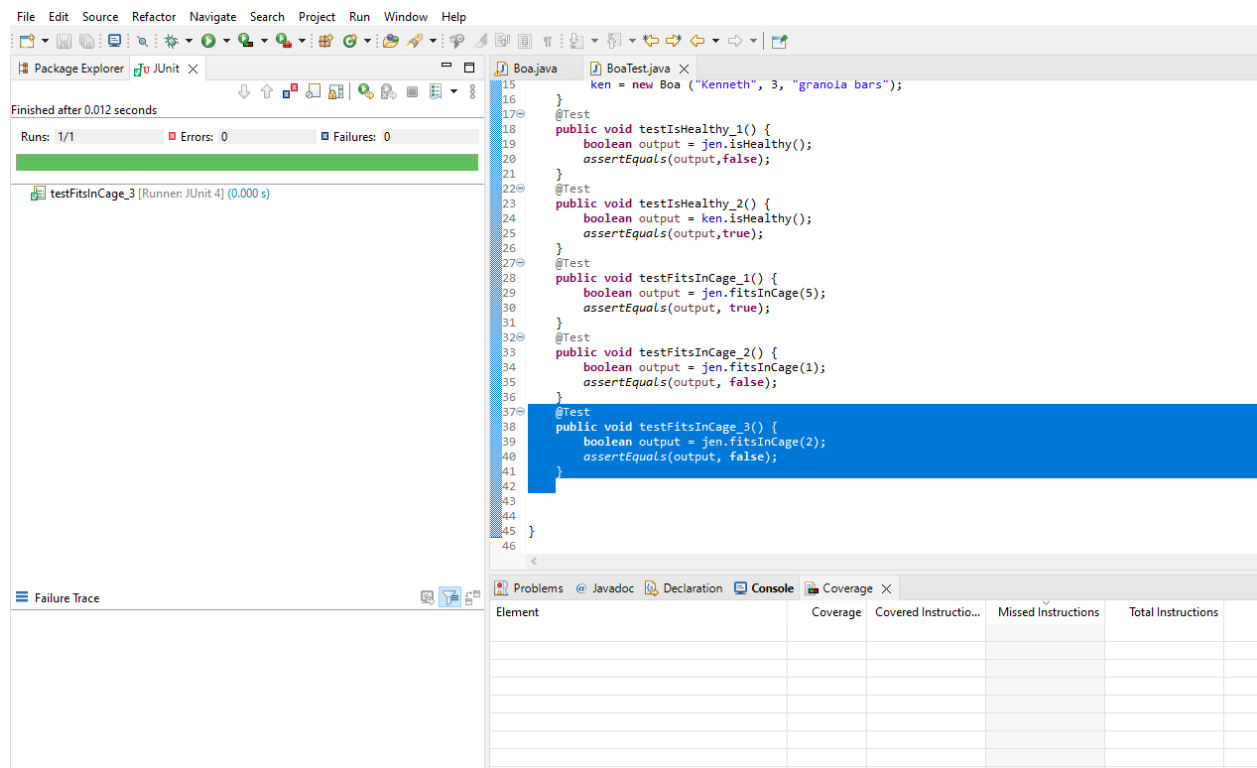 File Edit Source Refactor Navigate Search Project Run Window Help
Package Explorer JUnit
Finished after 0.012 seconds
Runs: 1/1 Errors: 0 Failures: 0
testFitsInCage_3 [Runner: JUnit 4] (0.000 s)
Failure Trace
Boa.java BoaTest.java
15 ken = new Boa ("Kenneth", 3, "granola bars");
16 }
17 @Test
18 public void testIsHealthy_1() {
19 boolean output = jen.isHealthy();
20 assertEquals(output,false);
21 }
22 @Test
23 public void testIsHealthy_2() {
24 boolean output = ken.isHealthy();
25 assertEquals(output,true);
26 }
27 @Test
28 public void testFitsInCage_1() {
29 boolean output = jen.fitsInCage(5);
30 assertEquals(output, true);
31 }
32 @Test
33 public void testFitsInCage_2() {
34 boolean output = jen.fitsInCage(1);
35 assertEquals(output, false);
36 }
37 @Test
38 public void testFitsInCage_3() {
39 boolean output = jen.fitsInCage(2);
40 assertEquals(output, false);
41 }
42
43
44
45 }
46
Problems @ Javadoc Declaration Console Coverage
Element Coverage Covered Instructio... Missed Instructions Total Instructions